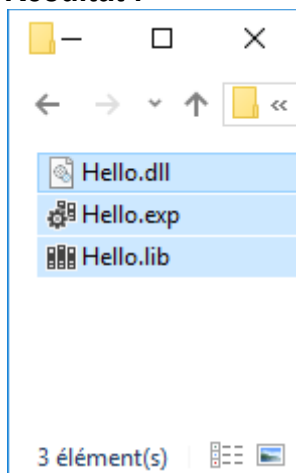 Résultat :
«
Hello.dll
Hello.exp
Hello.lib
3 élément(s)